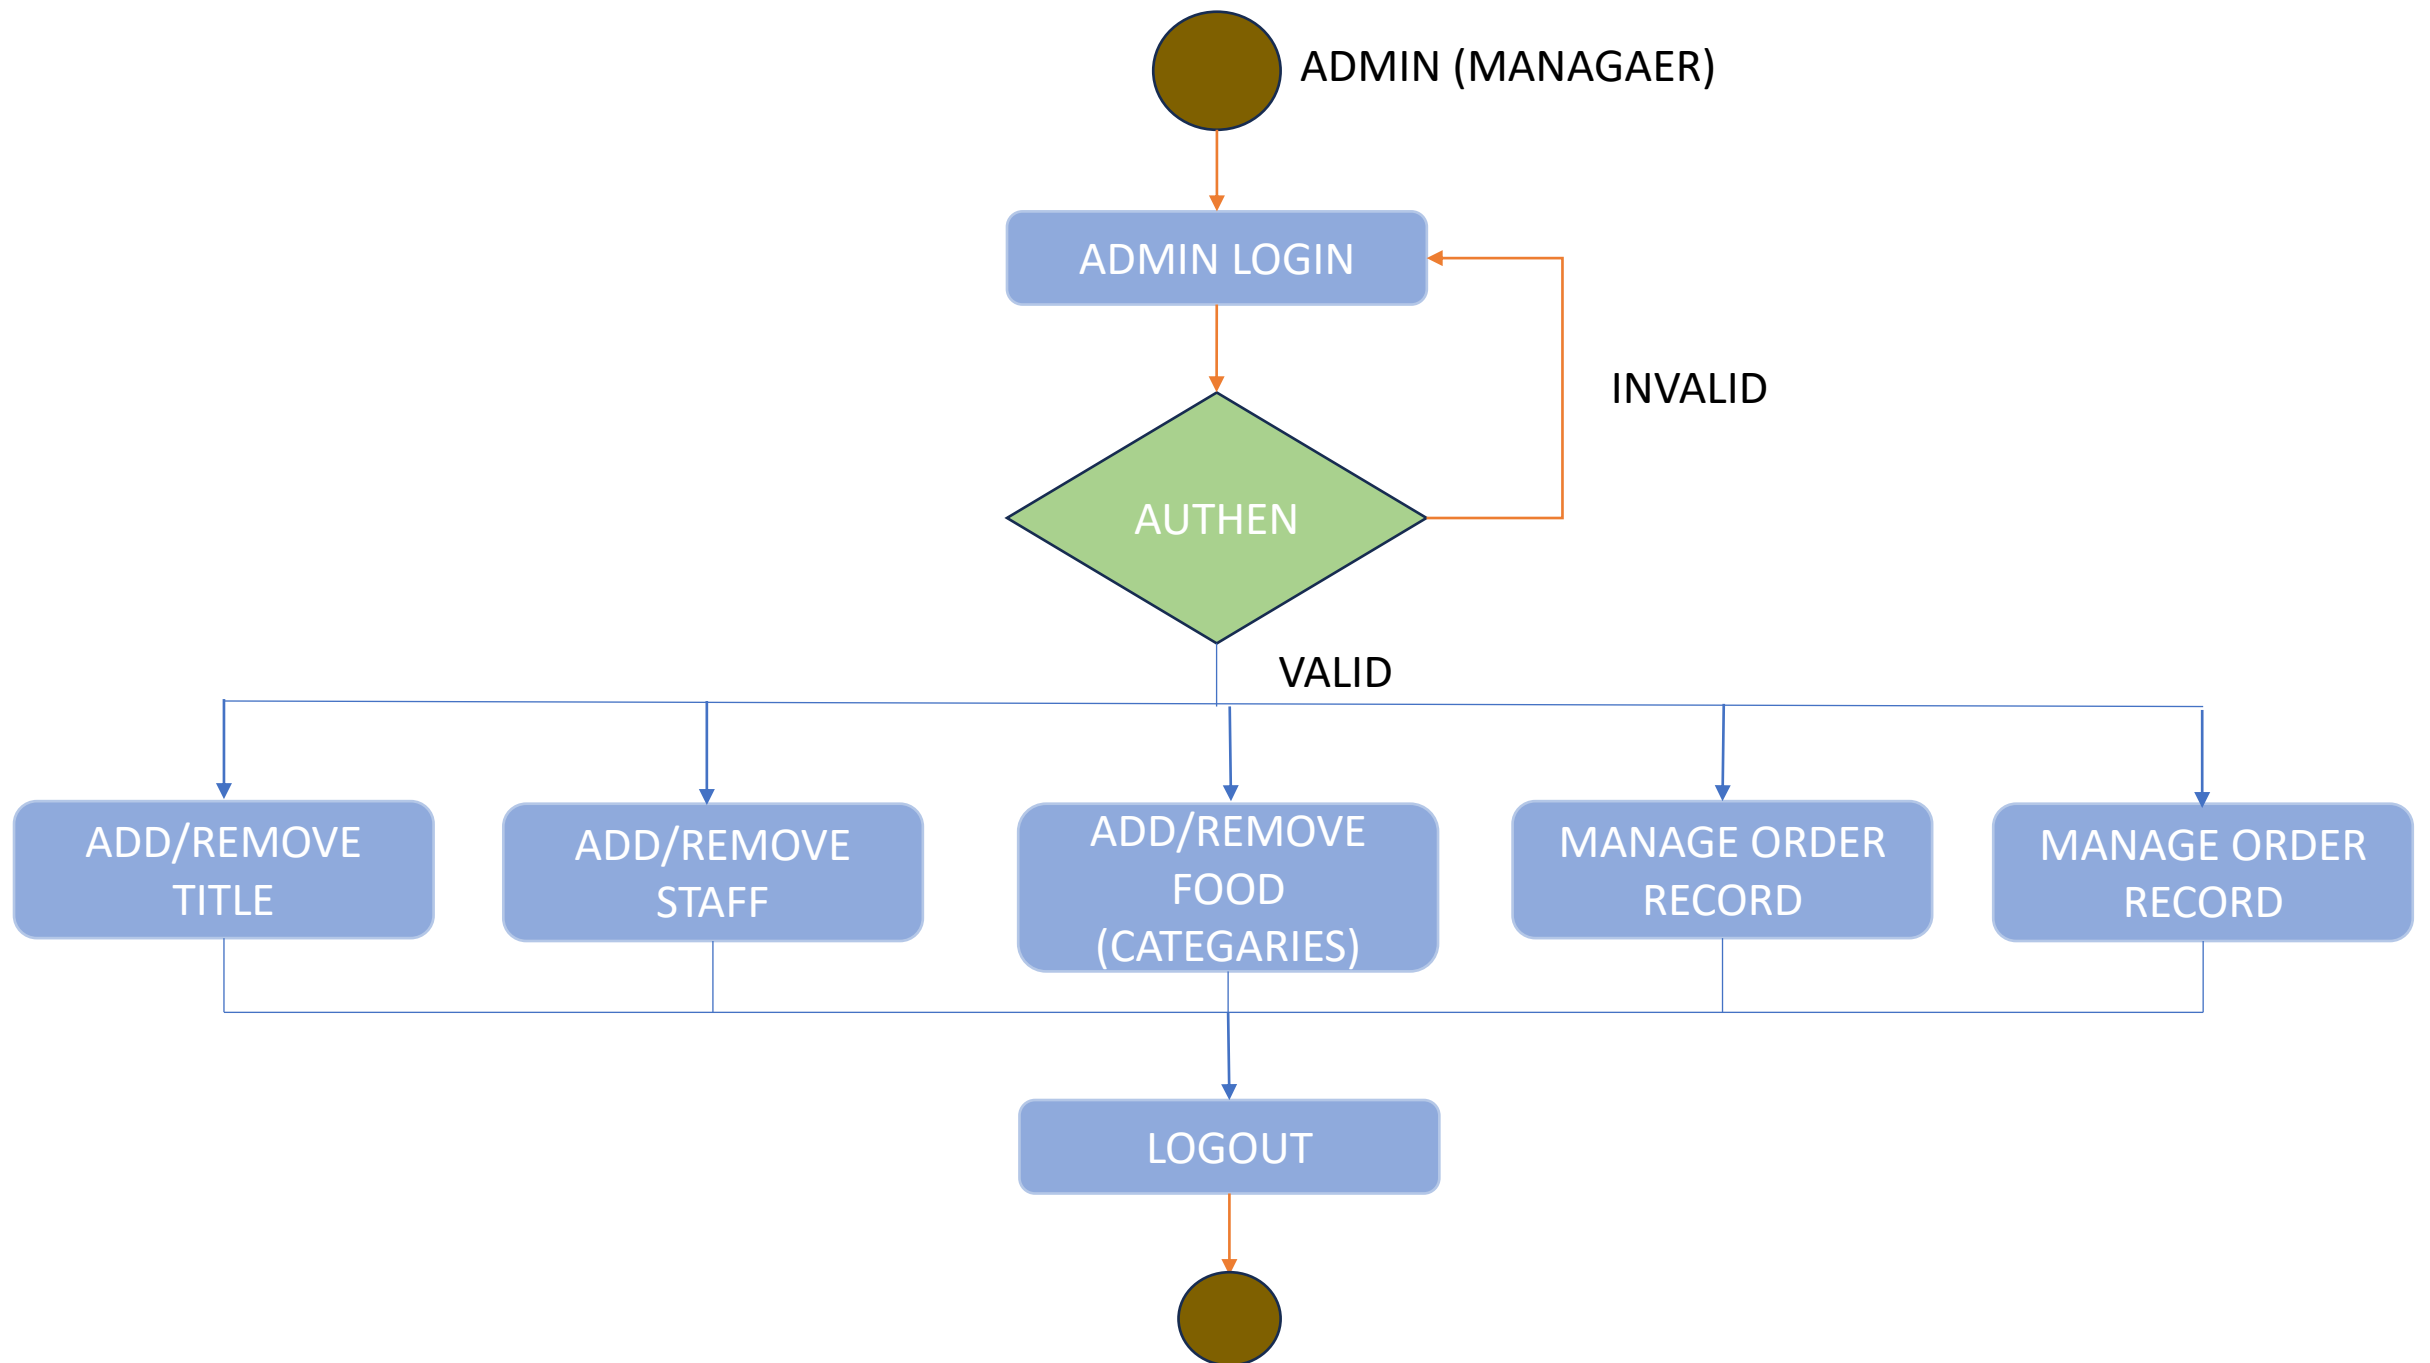 ADMIN (MANAGAER)
ADMIN LOGIN
INVALID
AUTHEN
VALID
ADD/REMOVE
TITLE
ADD/REMOVE
STAFF
ADD/REMOVE
FOOD
(CATEGARIES)
MANAGE ORDER
RECORD
MANAGE ORDER
RECORD
LOGOUT